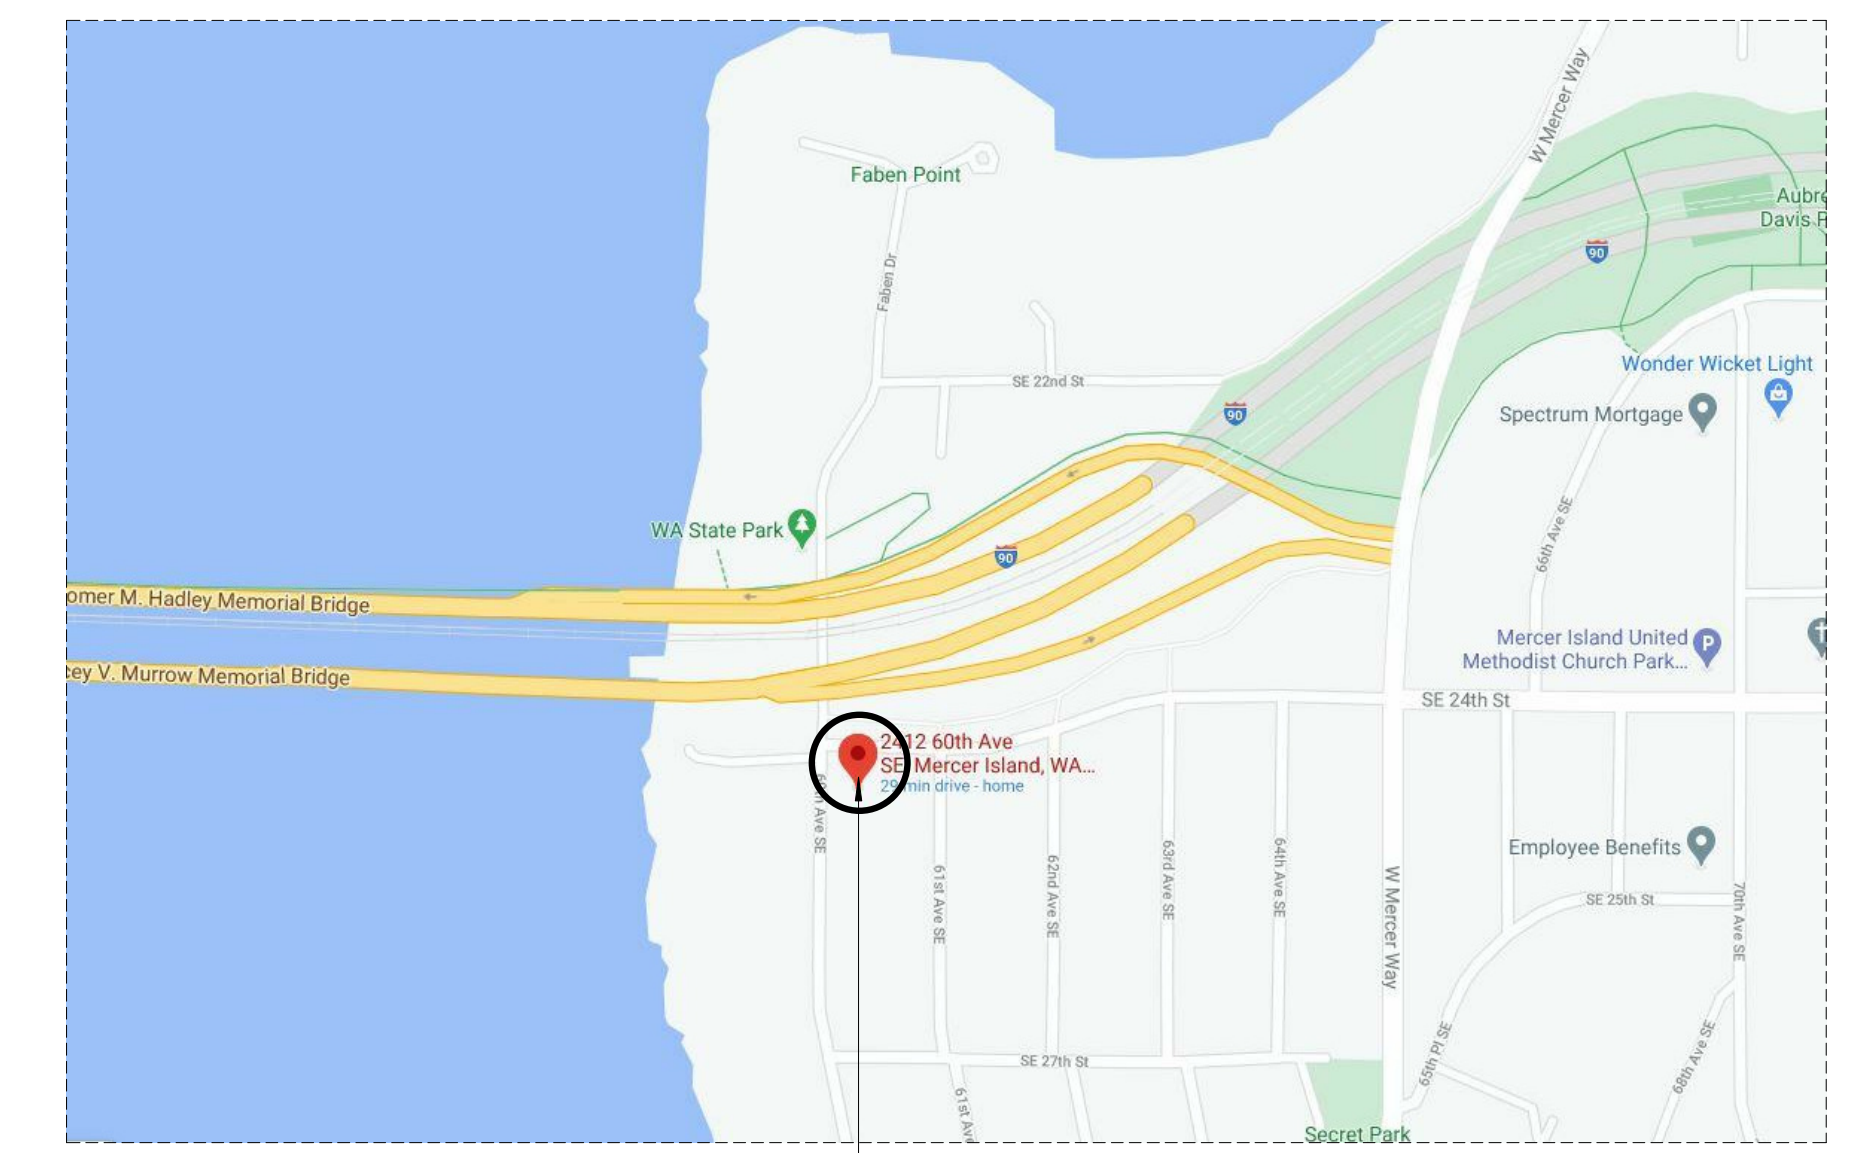 W Mercer Way
Faben Point
Aubre
Davis P
90
Faben Dr
SE 22nd St
Wonder Wicket Light
90
Spectrum Mortgage
WA State Park
66th Ave SE
90
omer M. Hadley Memorial Bridge
Mercer Island United
Methodist Church Park...
P
cey V. Murrow Memorial Bridge
SE 24th St
2412 60th Ave
SE, Mercer Island, WA...
29 min drive - home
60th Ave SE
61st Ave SE
62nd Ave SE
63rd Ave SE
64th Ave SE
W Mercer Way
Employee Benefits
SE 25th St
70th Ave SE
SE 27th St
65th Pl SE
68th Ave SE
61st Ave
Secret Park